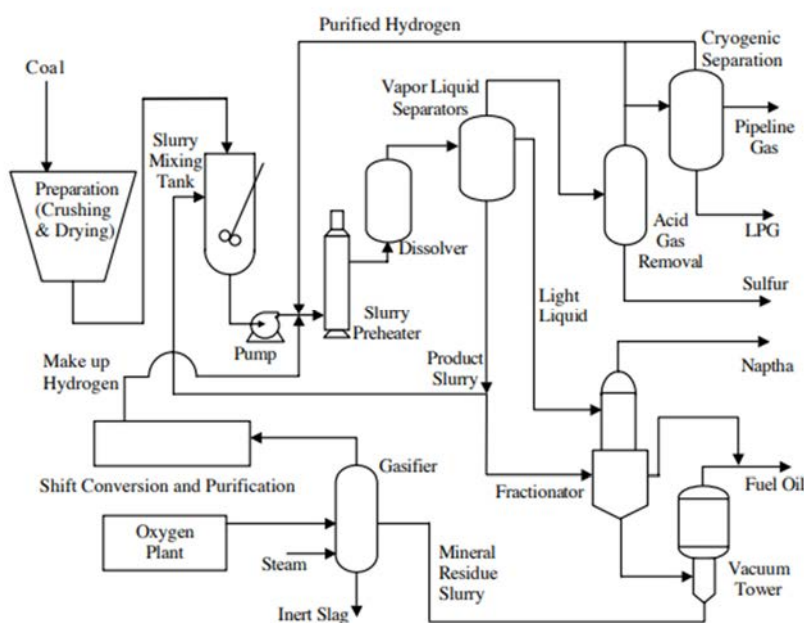 Purified Hydrogen
Cryogenic
Separation
Coal
Vapor Liquid
Separators
Slurry
Mixing
Tank
Pipeline
Gas
Preparation
(Crushing
& Drying)
Dissolver
Acid
Gas
Removal
LPG
Slurry
Preheater
Light
Liquid
Sulfur
Pump
Make up
Hydrogen
Product
Slurry
Naptha
Gasifier
Shift Conversion and Purification
Fractionator
Fuel Oil
Oxygen
Plant
Steam
Mineral
Residue
Slurry
Vacuum
Tower
Inert Slag